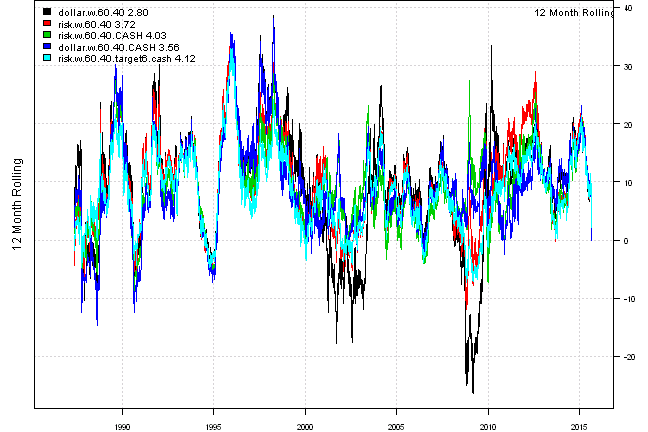 dollar.w.60.40 2.80
12 Month Rolling
risk.w.60.40 3.72
risk.w.60.40.CASH 4.03
dollar.w.60.40.CASH 3.56
risk.w.60.40.target6.cash 4.12
12 Month Rolling
40
30
20
10
0
-10
-20
1990
1995
2000
2005
2010
2015